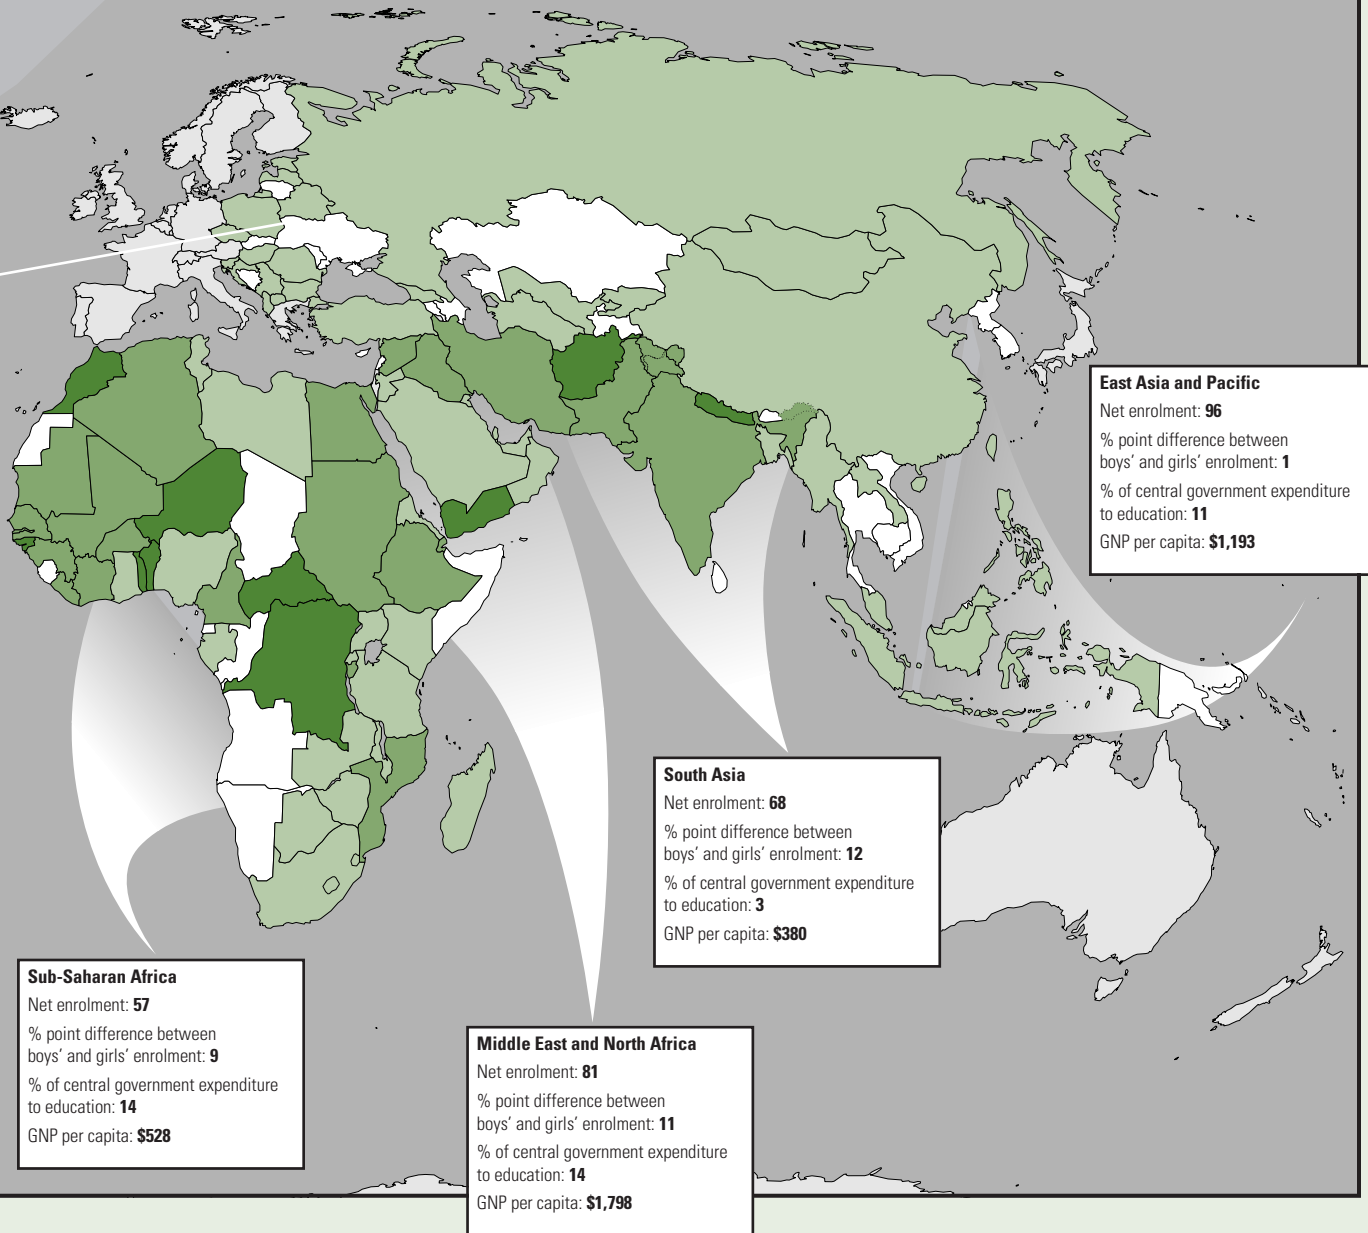 East Asia and Pacific
Net enrolment: 96
% point difference between
boys’ and girls’ enrolment: 1
% of central government expenditure
to education: 11
GNP per capita: $1,193
South Asia
Net enrolment: 68
% point difference between
boys’ and girls’ enrolment: 12
% of central government expenditure
to education: 3
GNP per capita: $380
Sub-Saharan Africa
Net enrolment: 57
% point difference between
boys’ and girls’ enrolment: 9
% of central government expenditure
to education: 14
GNP per capita: $528
Middle East and North Africa
Net enrolment: 81
% point difference between
boys’ and girls’ enrolment: 11
% of central government expenditure
to education: 14
GNP per capita: $1,798